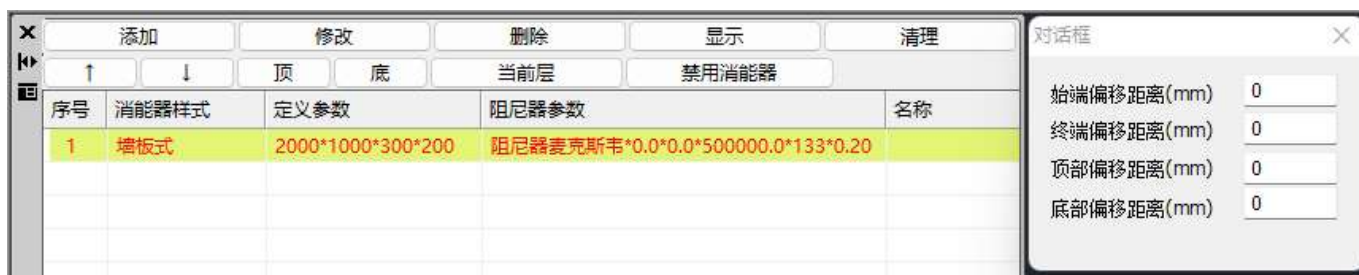 添加 修改 删除 显示 清理
↑ ↓ 顶 底 当前层 禁用消能器
序号 消能器样式 定义参数 阻尼器参数 名称
1 墙板式 2000*1000*300*200 阻尼器麦克斯韦*0.0*0.0*500000.0*133*0.20
对话框
始端偏移距离(mm) 0
终端偏移距离(mm) 0
顶部偏移距离(mm) 0
底部偏移距离(mm) 0